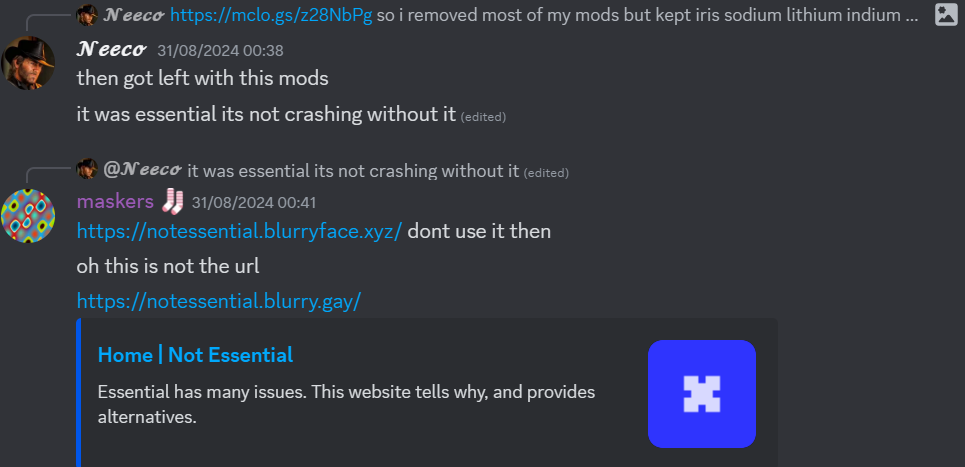 𝓝𝓮𝓮𝓬𝓸 https://mclo.gs/z28NbPg so i removed most of my mods but kept iris sodium lithium indium ...
𝓝𝓮𝓮𝓬𝓸 31/08/2024 00:38
then got left with this mods
it was essential its not crashing without it (edited)
@𝓝𝓮𝓮𝓬𝓸 it was essential its not crashing without it (edited)
maskers 🧦 31/08/2024 00:41
https://notessential.blurryface.xyz/ dont use it then
oh this is not the url
https://notessential.blurry.gay/
Home | Not Essential
Essential has many issues. This website tells why, and provides
alternatives.